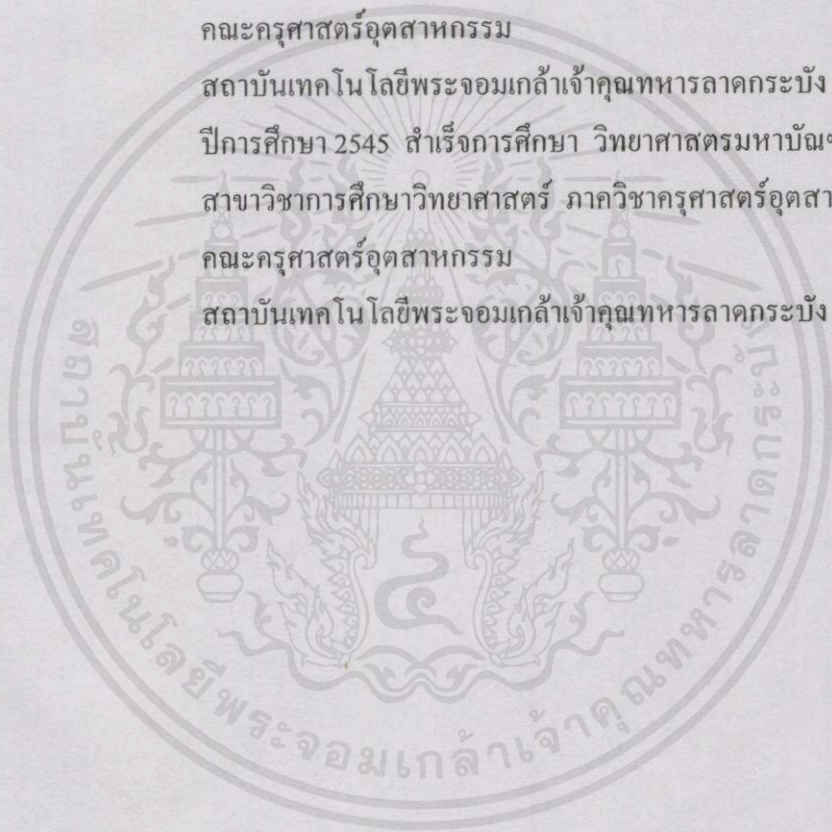 คณะครุศาสตร์อุตสาหกรรม
สถาบันเทคโนโลยีพระจอมเกล้าเจ้าคุณทหารลาดกระบัง
ปีการศึกษา 2545 สำเร็จการศึกษา วิทยาศาสตรมหาบัณฑ
สาขาวิชาการศึกษาวิทยาศาสตร์ ภาควิชาครุศาสตร์อุตสา
คณะครุศาสตร์อุตสาหกรรม
สถาบันเทคโนโลยีพระจอมเกล้าเจ้าคุณทหารลาดกระบัง
สถาบันเทคโนโลยีพระจอมเกล้าเจ้าคุณทหารลาดกระบัง
๔